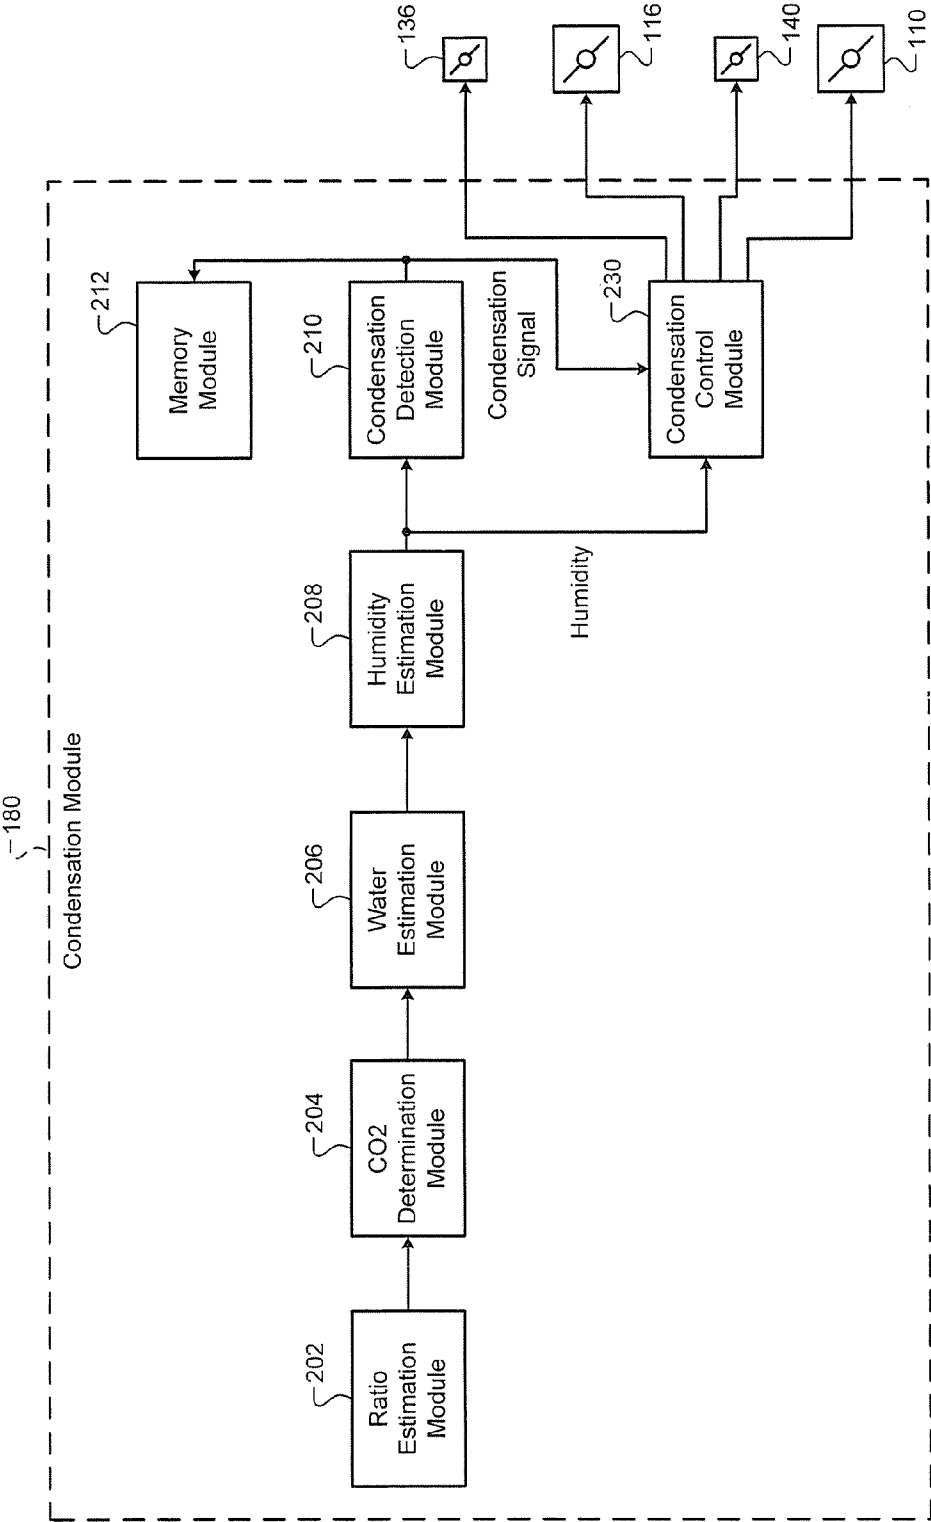 180
Condensation Module
202
Ratio
Estimation
Module
204
CO2
Determination
Module
206
Water
Estimation
Module
208
Humidity
Estimation
Module
Humidity
210
Condensation
Detection
Module
212
Memory
Module
Condensation
Signal
230
Condensation
Control
Module
136
116
140
110